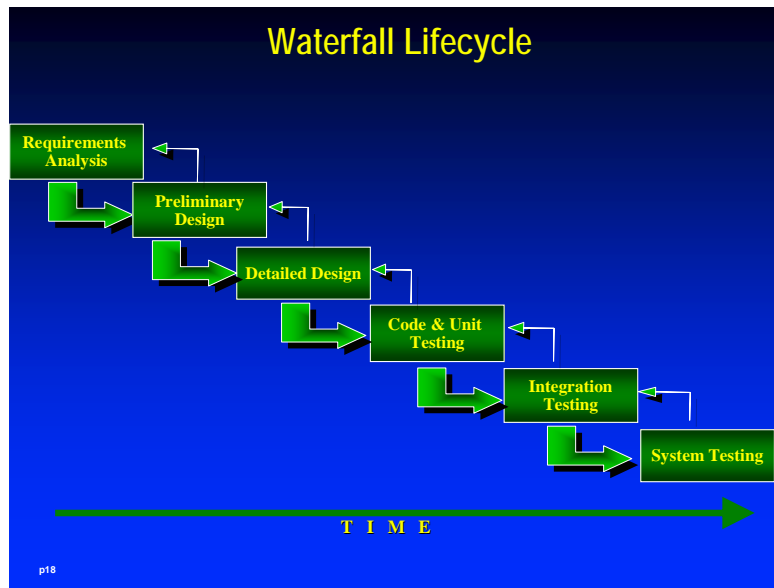 Waterfall Lifecycle
Requirements
Analysis
Preliminary
Design
Detailed Design
Code & Unit
Testing
Integration
Testing
System Testing
T I M E
p18